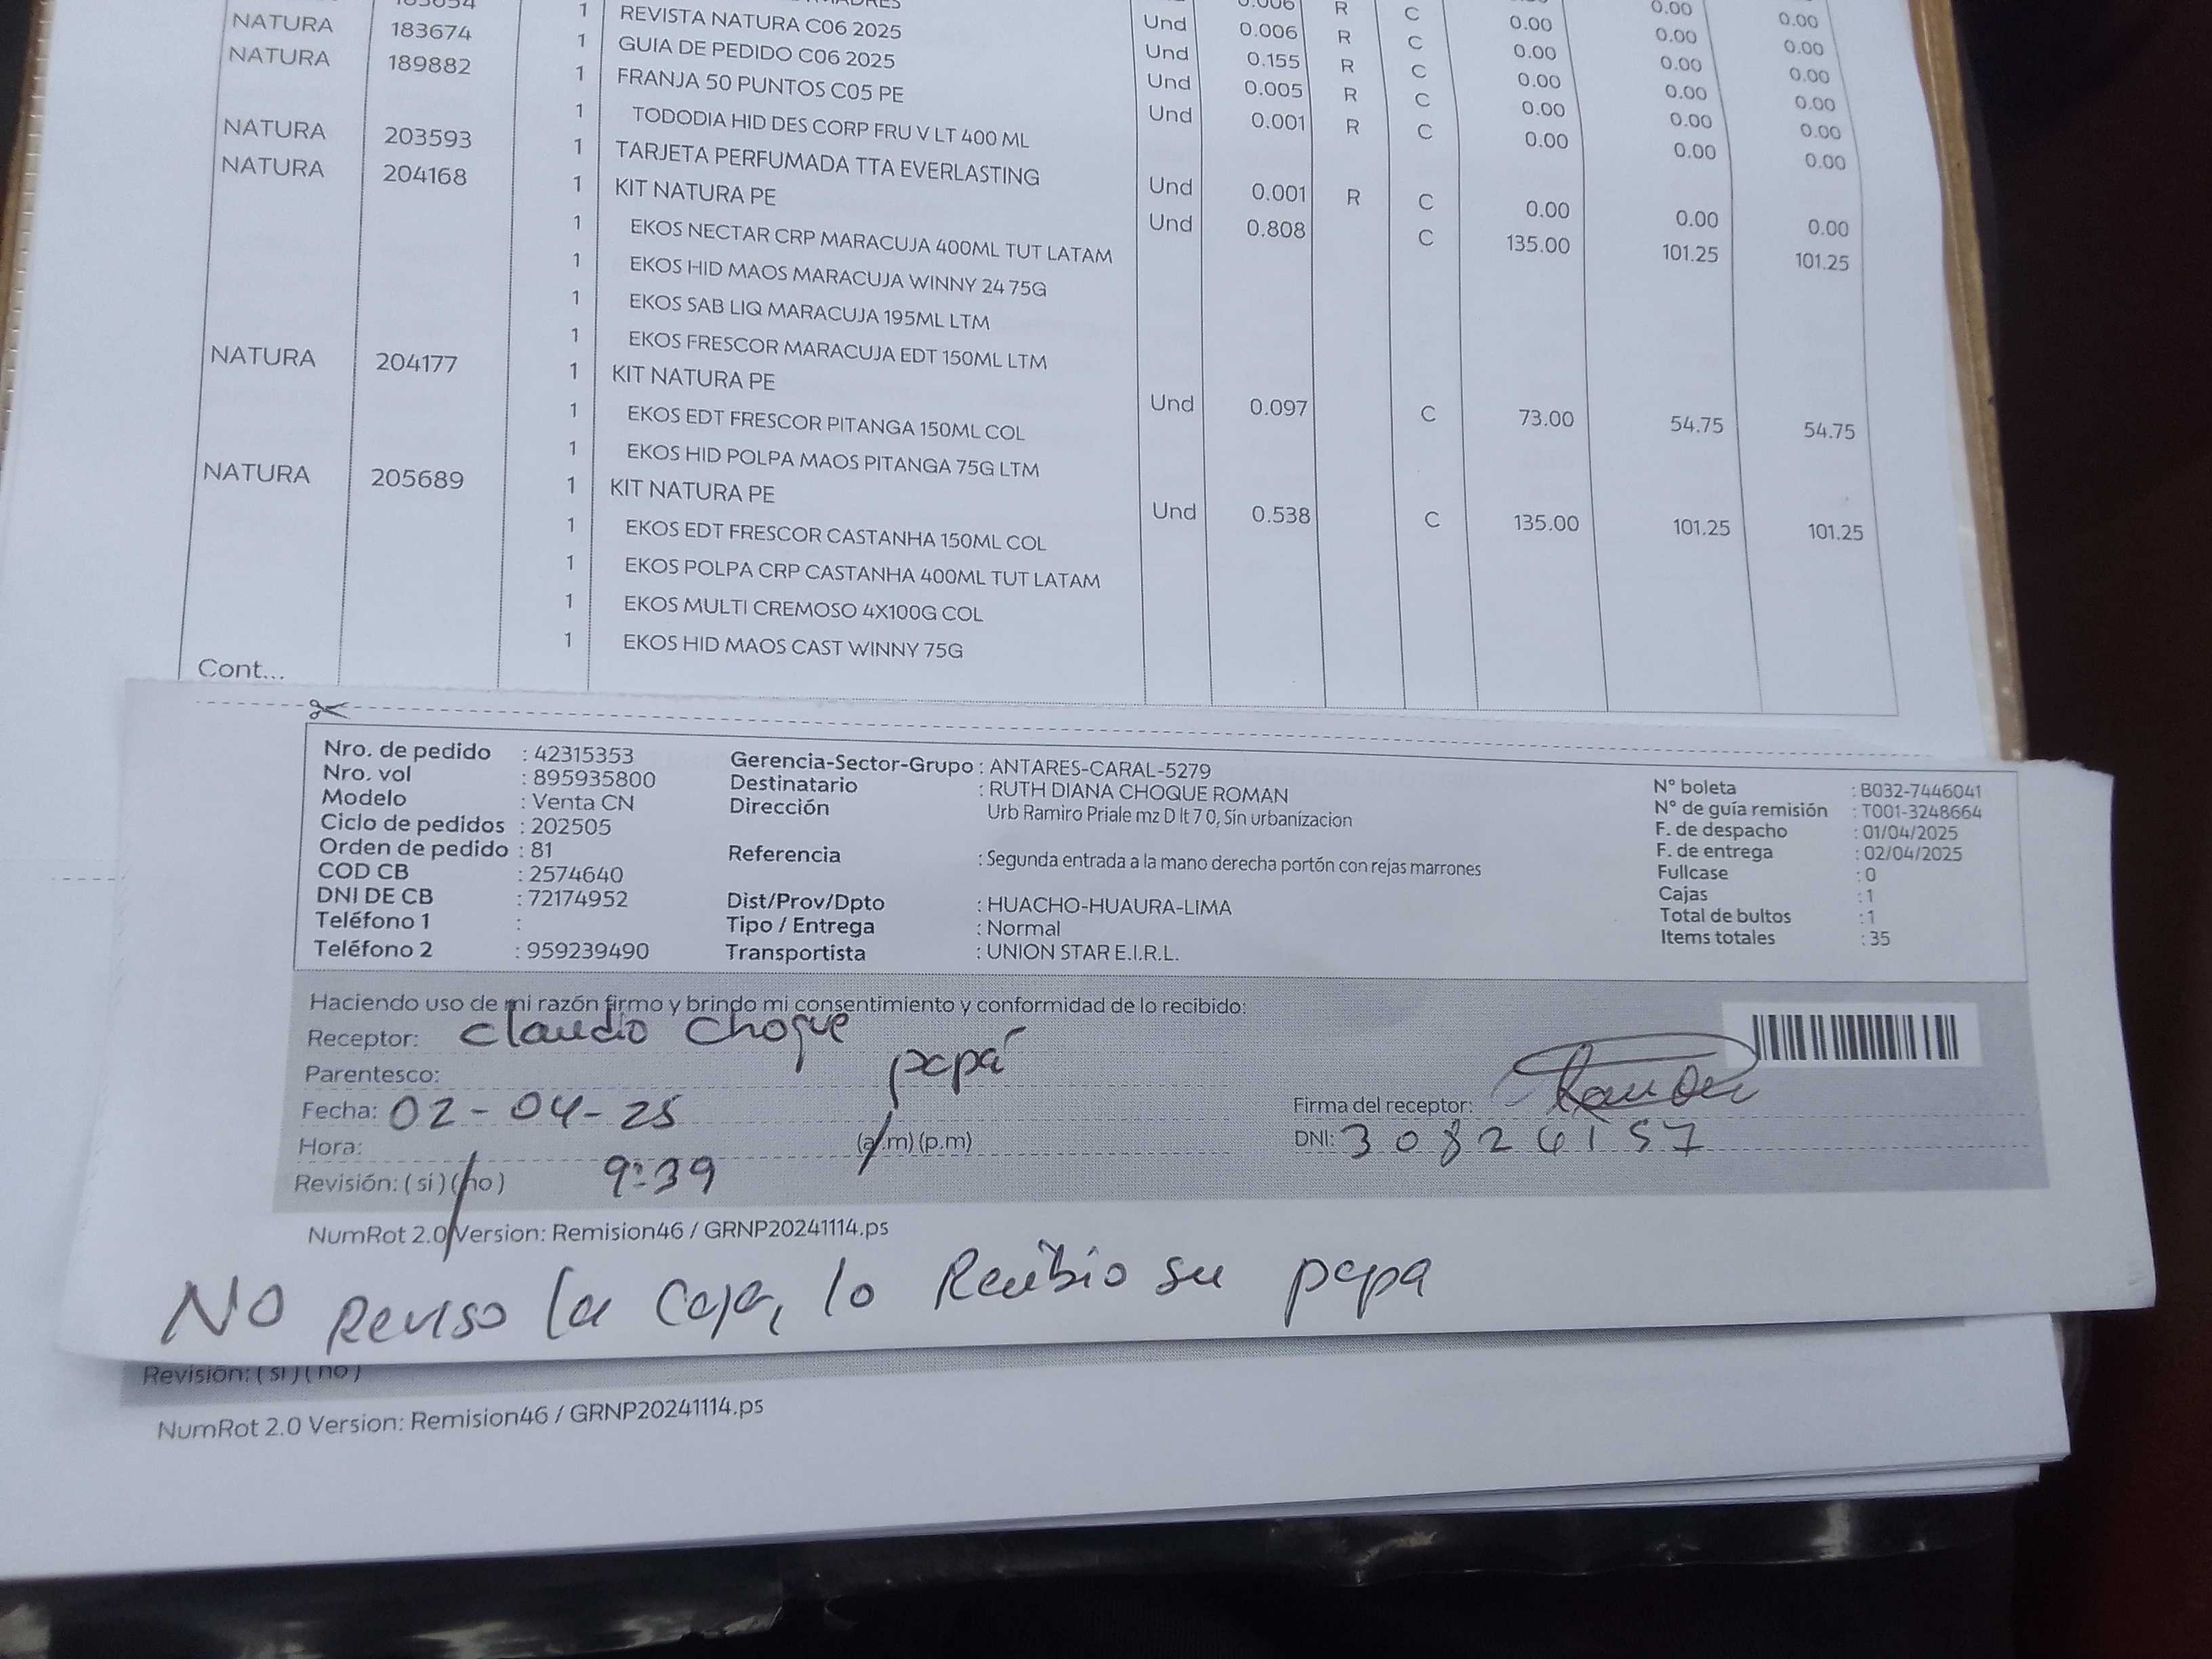 NATURA 183674 1 REVISTA NATURA C06 2025 Und 0.006 R C 0.00 0.00 0.00
NATURA 189882 1 GUIA DE PEDIDO C06 2025 Und 0.155 R C 0.00 0.00 0.00
1 FRANJA 50 PUNTOS C05 PE Und 0.005 R C 0.00 0.00 0.00
1 TODODIA HID DES CORP FRU V LT 400 ML Und 0.001 R C 0.00 0.00 0.00
NATURA 203593 1 TARJETA PERFUMADA TTA EVERLASTING Und 0.001 R C 0.00 0.00 0.00
NATURA 204168 1 KIT NATURA PE Und 0.808 C 135.00 101.25 101.25
1 EKOS NECTAR CRP MARACUJA 400ML TUT LATAM
1 EKOS HID MAOS MARACUJA WINNY 24 75G
1 EKOS SAB LIQ MARACUJA 195ML LTM
1 EKOS FRESCOR MARACUJA EDT 150ML LTM
NATURA 204177 1 KIT NATURA PE Und 0.097 C 73.00 54.75 54.75
1 EKOS EDT FRESCOR PITANGA 150ML COL
1 EKOS HID POLPA MAOS PITANGA 75G LTM
NATURA 205689 1 KIT NATURA PE Und 0.538 C 135.00 101.25 101.25
1 EKOS EDT FRESCOR CASTANHA 150ML COL
1 EKOS POLPA CRP CASTANHA 400ML TUT LATAM
1 EKOS MULTI CREMOSO 4X100G COL
1 EKOS HID MAOS CAST WINNY 75G
Cont...
Nro. de pedido : 42315353
Nro. vol : 895935800
Modelo : Venta CN
Ciclo de pedidos : 202505
Orden de pedido : 81
COD CB : 2574640
DNI DE CB : 72174952
Teléfono 1 :
Teléfono 2 : 959239490
Gerencia-Sector-Grupo : ANTARES-CARAL-5279
Destinatario : RUTH DIANA CHOQUE ROMAN
Dirección Urb Ramiro Priale mz D lt 7 0, Sin urbanizacion
Referencia : Segunda entrada a la mano derecha portón con rejas marrones
Dist/Prov/Dpto : HUACHO-HUAURA-LIMA
Tipo / Entrega : Normal
Transportista : UNION STAR E.I.R.L.
N° boleta : B032-7446041
N° de guía remisión : T001-3248664
F. de despacho : 01/04/2025
F. de entrega : 02/04/2025
Fullcase : 0
Cajas : 1
Total de bultos : 1
Items totales : 35
Haciendo uso de mi razón firmo y brindo mi consentimiento y conformidad de lo recibido:
Receptor: Claudio Choque
Parentesco: papá
Fecha: 02-04-25
Hora: 9:39 (a.m) (p.m)
Revisión: ( si ) ( no )
Firma del receptor:
DNI: 30826157
NumRot 2.0 Version: Remision46 / GRNP20241114.ps
No Reviso la Caja, lo Recibio su papa
Revisión: ( si ) ( no )
NumRot 2.0 Version: Remision46 / GRNP20241114.ps